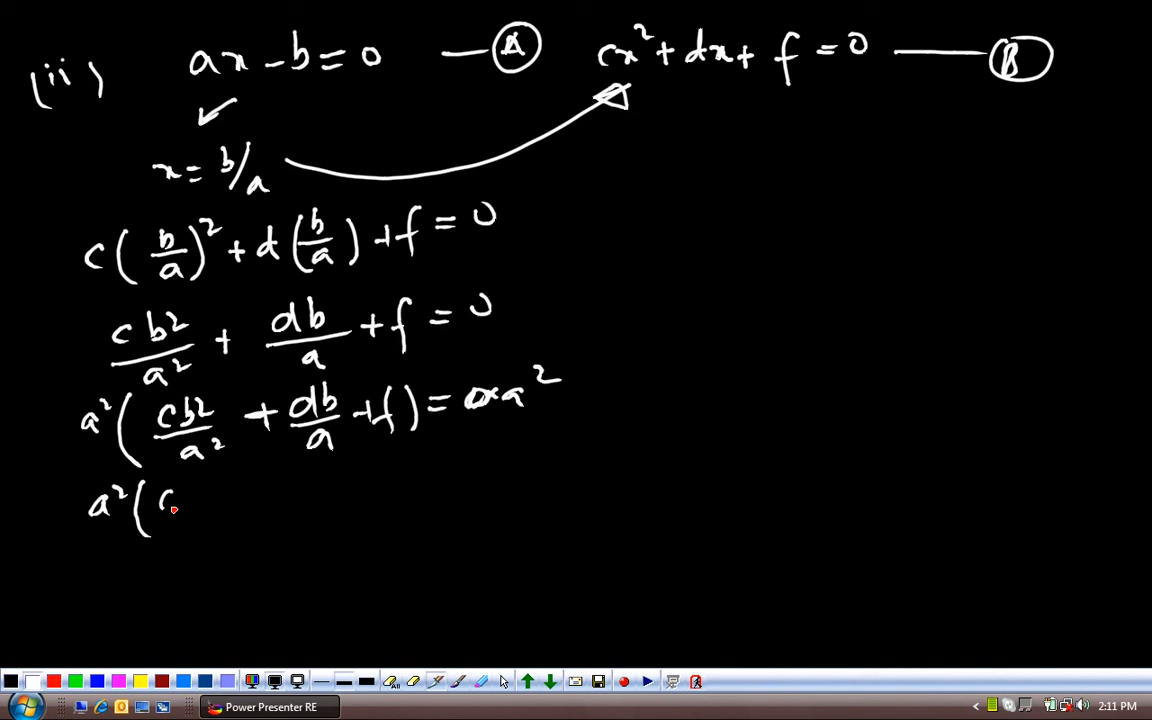 (ii) ax - b = 0 — A cx² + dx + f = 0 — B
x = b/a
c(b/a)² + d(b/a) + f = 0
cb²/a² + db/a + f = 0
a²(cb²/a² + db/a + f) = 0×a²
a²(c
All
Power Presenter RE
2:11 PM